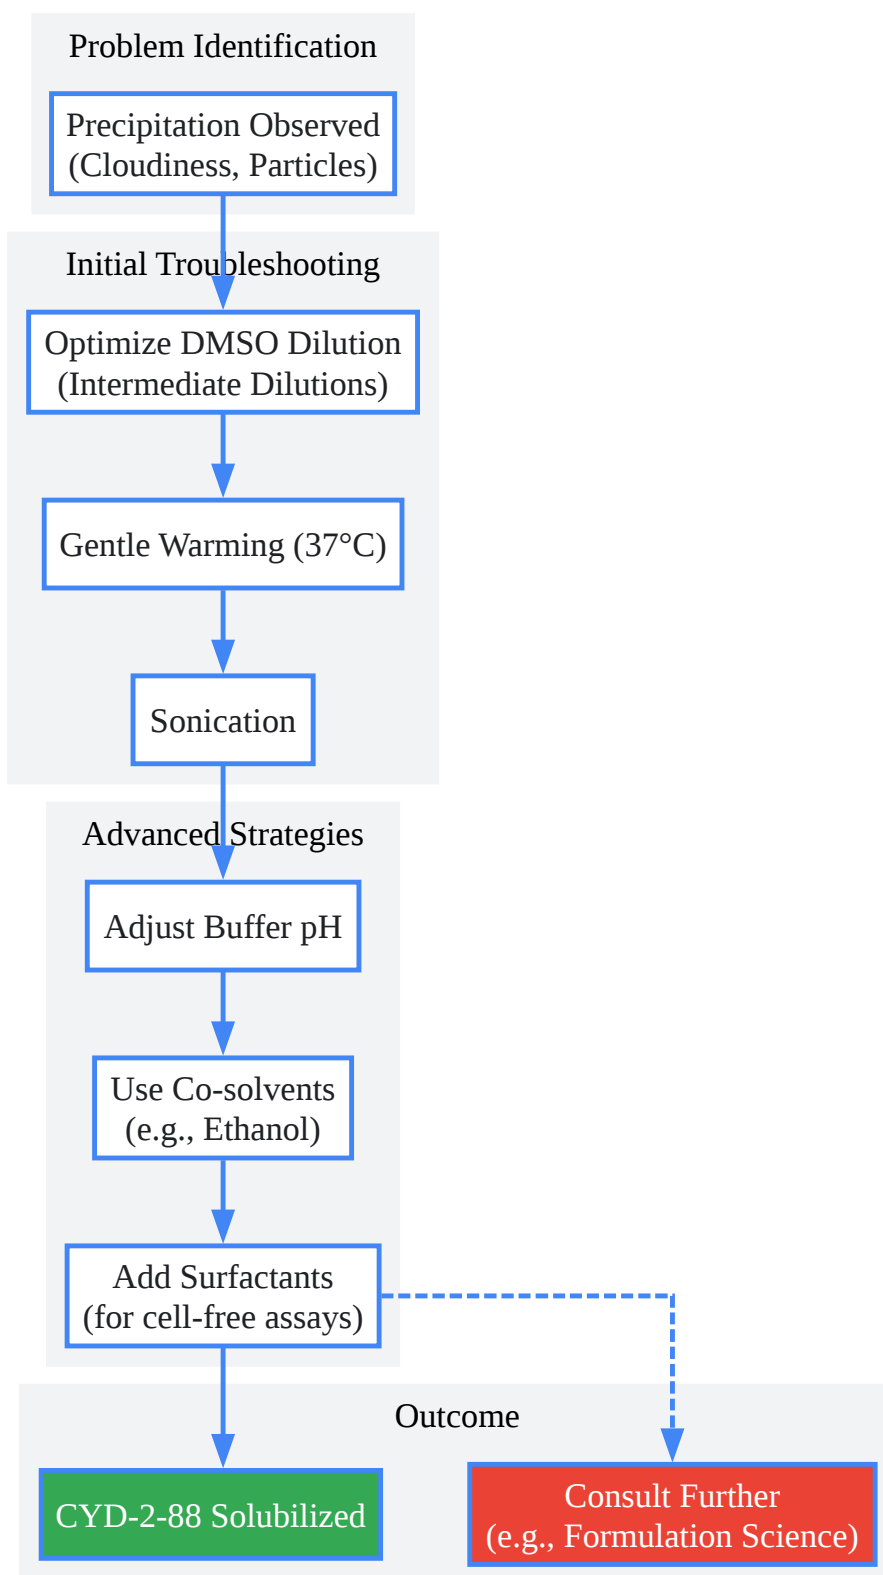 Problem Identification
Precipitation Observed
(Cloudiness, Particles)
Initial Troubleshooting
Optimize DMSO Dilution
(Intermediate Dilutions)
Gentle Warming (37°C)
Sonication
Advanced Strategies
Adjust Buffer pH
Use Co-solvents
(e.g., Ethanol)
Add Surfactants
(for cell-free assays)
Outcome
CYD-2-88 Solubilized
Consult Further
(e.g., Formulation Science)